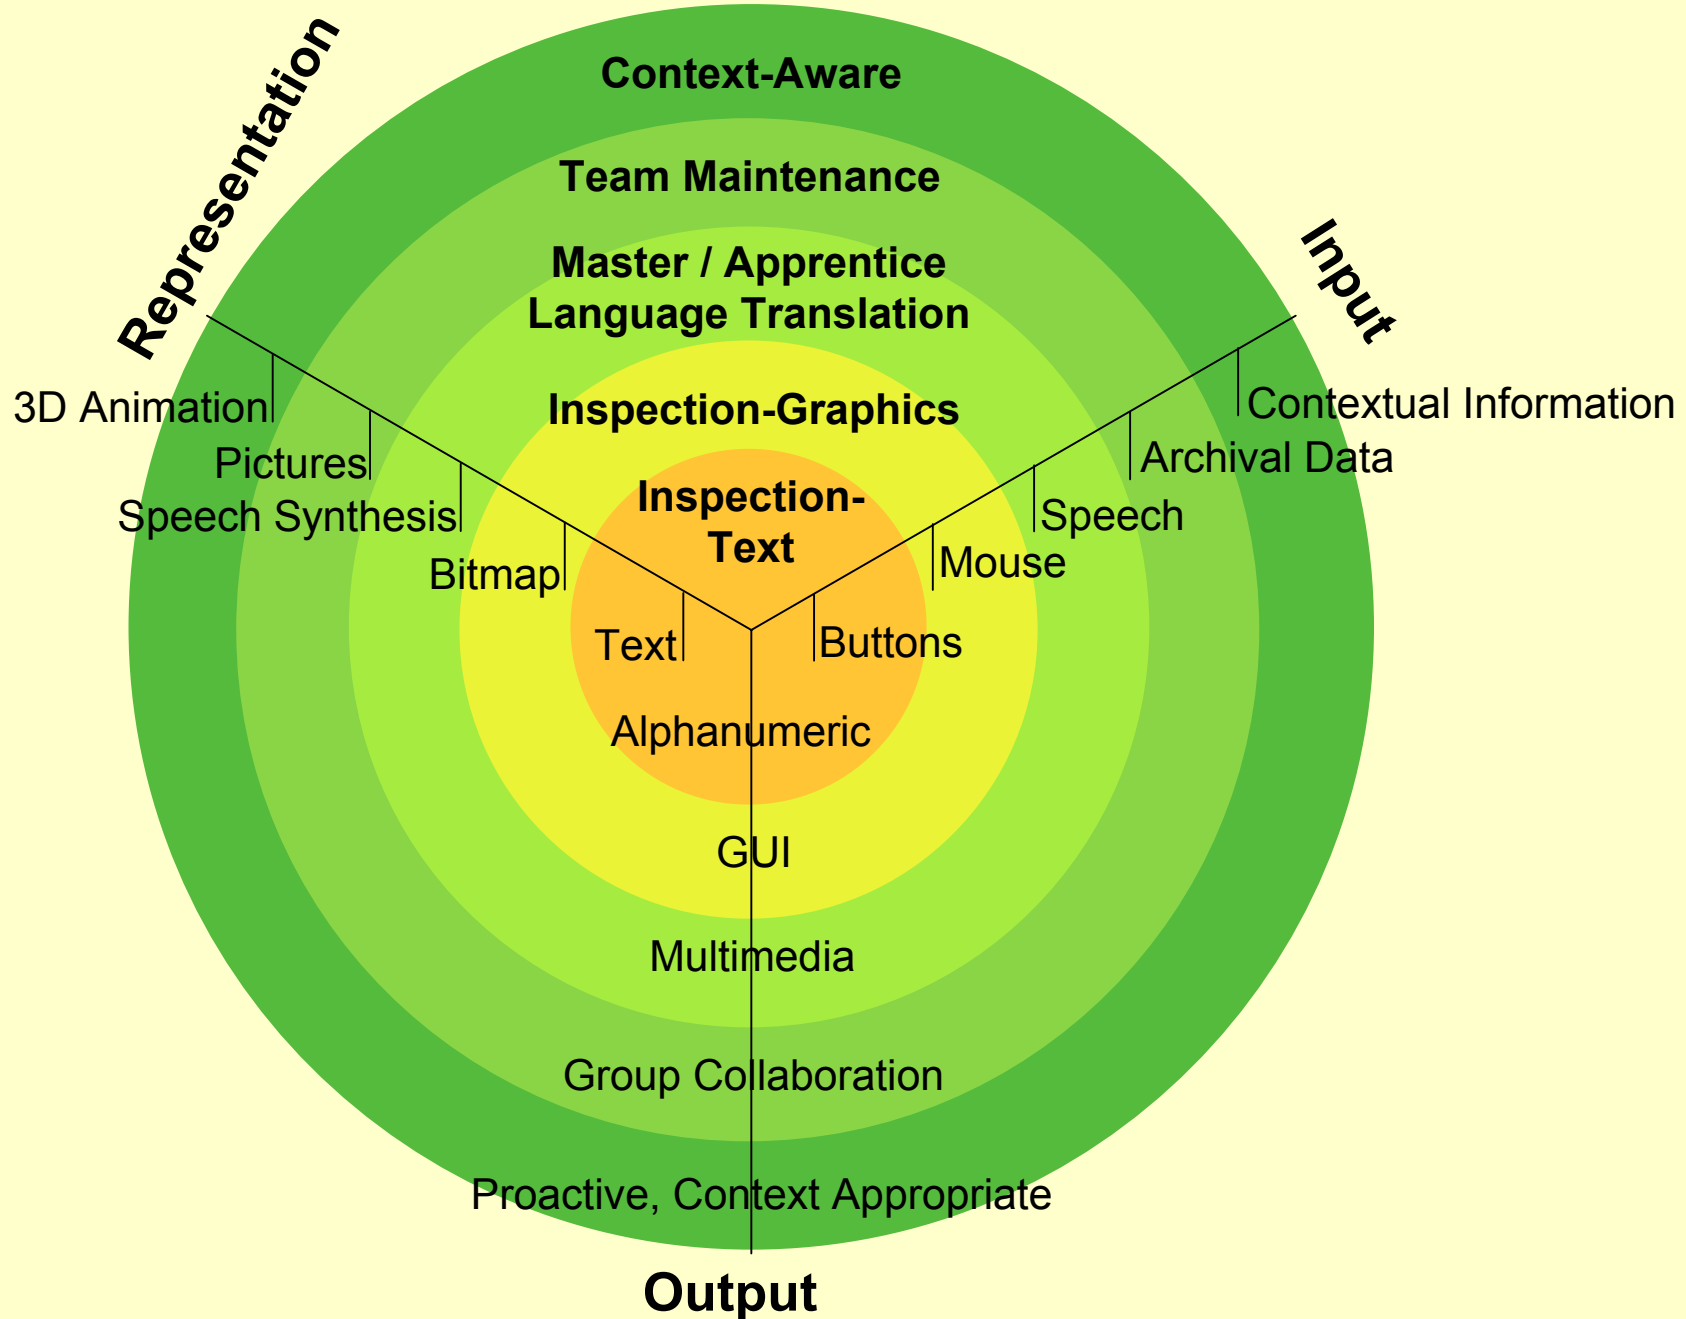 Context-Aware
Team Maintenance
Master / Apprentice
Language Translation
Inspection-Graphics
Inspection-
Text
Representation
3D Animation
Pictures
Speech Synthesis
Bitmap
Text
Input
Contextual Information
Archival Data
Speech
Mouse
Buttons
Alphanumeric
GUI
Multimedia
Group Collaboration
Proactive, Context Appropriate
Output